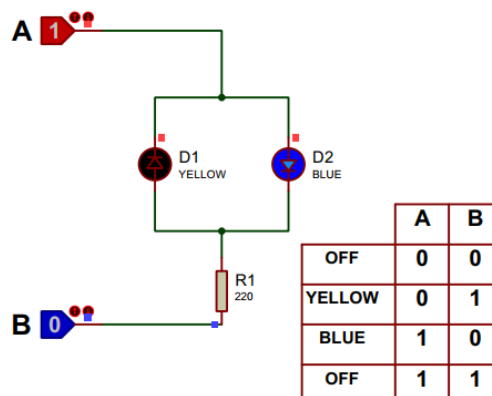 A 1
D1
YELLOW
D2
BLUE
R1
220
B 0
A B
OFF 0 0
YELLOW 0 1
BLUE 1 0
OFF 1 1